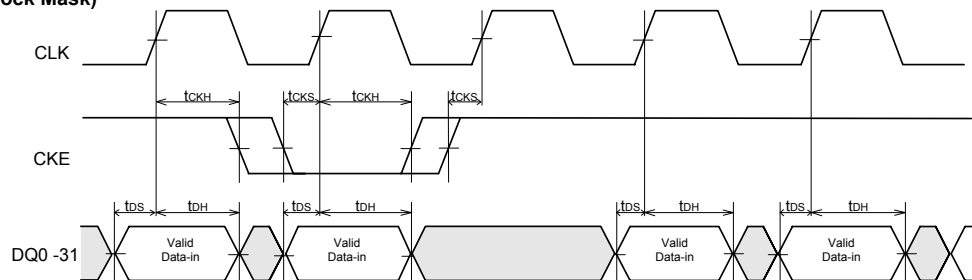 ock Mask)
CLK
tCKH tCKS tCKH tCKS
CKE
tDS tDH tDS tDH tDS tDH tDS tDH
DQ0 -31
Valid Data-in
Valid Data-in
Valid Data-in
Valid Data-in